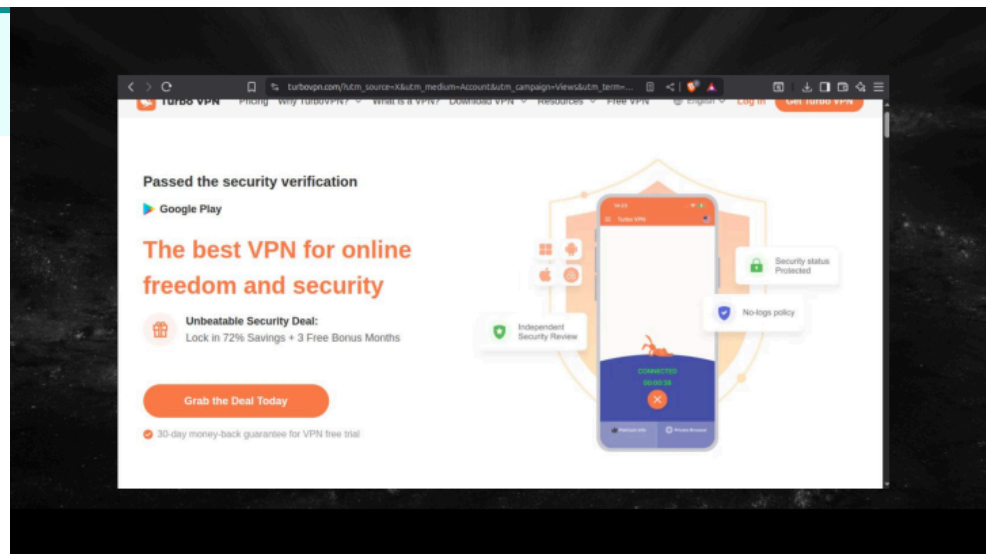 turbovpn.com/?utm_source=X&utm_medium=Account&utm_campaign=Views&utm_term=...
Turbo VPN Pricing Why TurboVPN? What is a VPN? Download VPN Resources Free VPN English Log in Get Turbo VPN
Passed the security verification
Google Play
The best VPN for online
freedom and security
Unbeatable Security Deal:
Lock in 72% Savings + 3 Free Bonus Months
Grab the Deal Today
30-day money-back guarantee for VPN free trial
Turbo VPN
Security status
Protected
No-logs policy
Independent
Security Review
CONNECTED
00:00:38
Private Browser